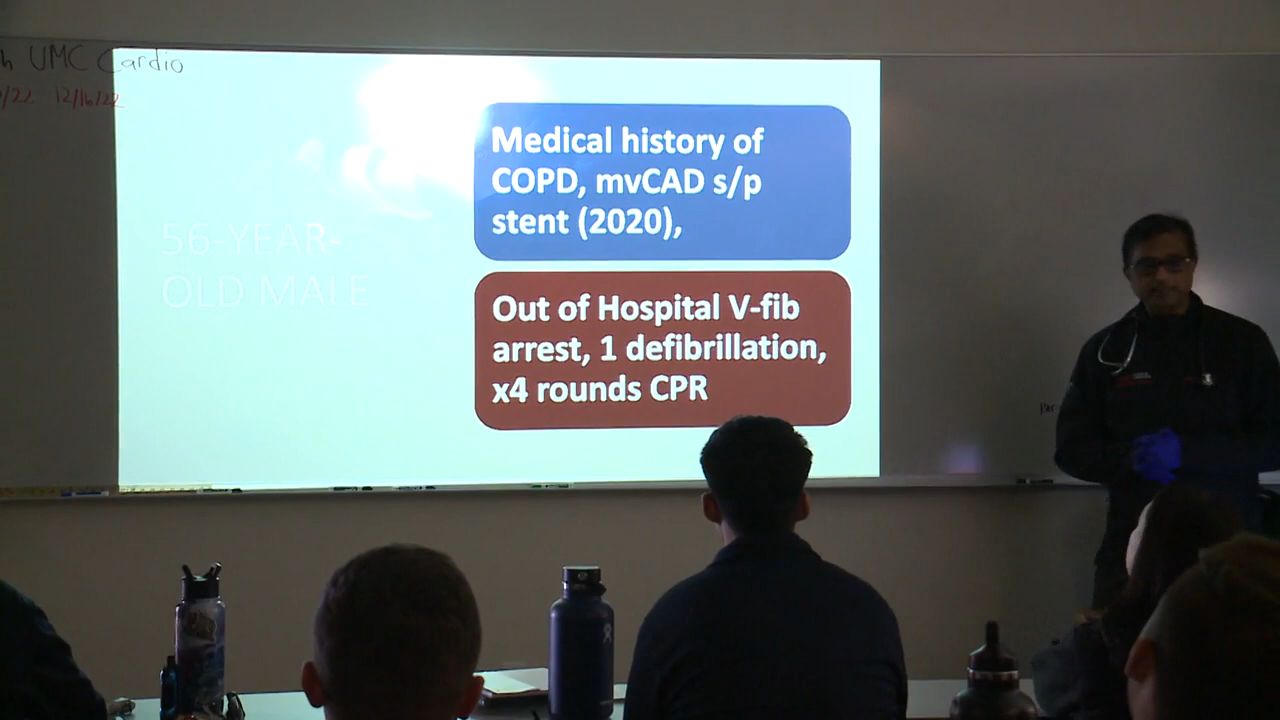 h UMC Cardio
/22 12/16/22
56-YEAR-
OLD MALE
Medical history of
COPD, mvCAD s/p
stent (2020),
Out of Hospital V-fib
arrest, 1 defibrillation,
x4 rounds CPR